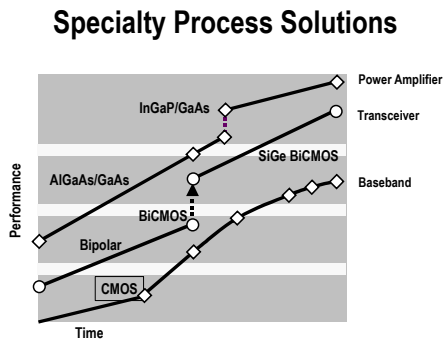 Specialty Process Solutions
Power Amplifier
InGaP/GaAs
Transceiver
SiGe BiCMOS
AlGaAs/GaAs
Baseband
BiCMOS
Performance
Bipolar
CMOS
Time